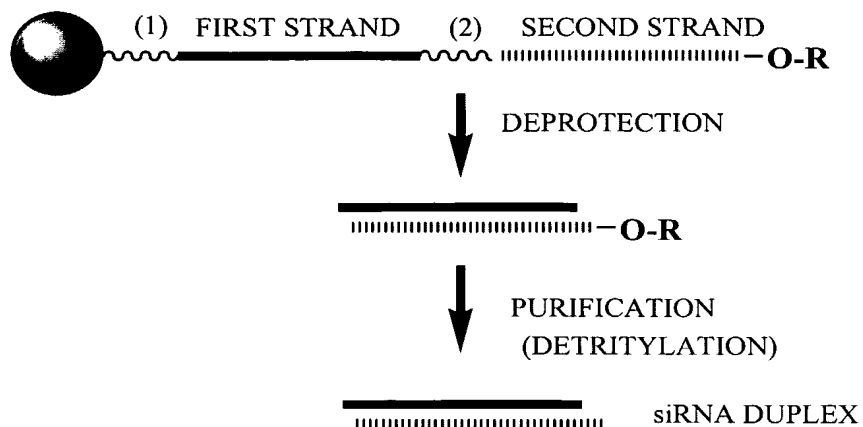 (1) FIRST STRAND (2) SECOND STRAND
–O-R
DEPROTECTION
–O-R
PURIFICATION
(DETRITYLATION)
siRNA DUPLEX